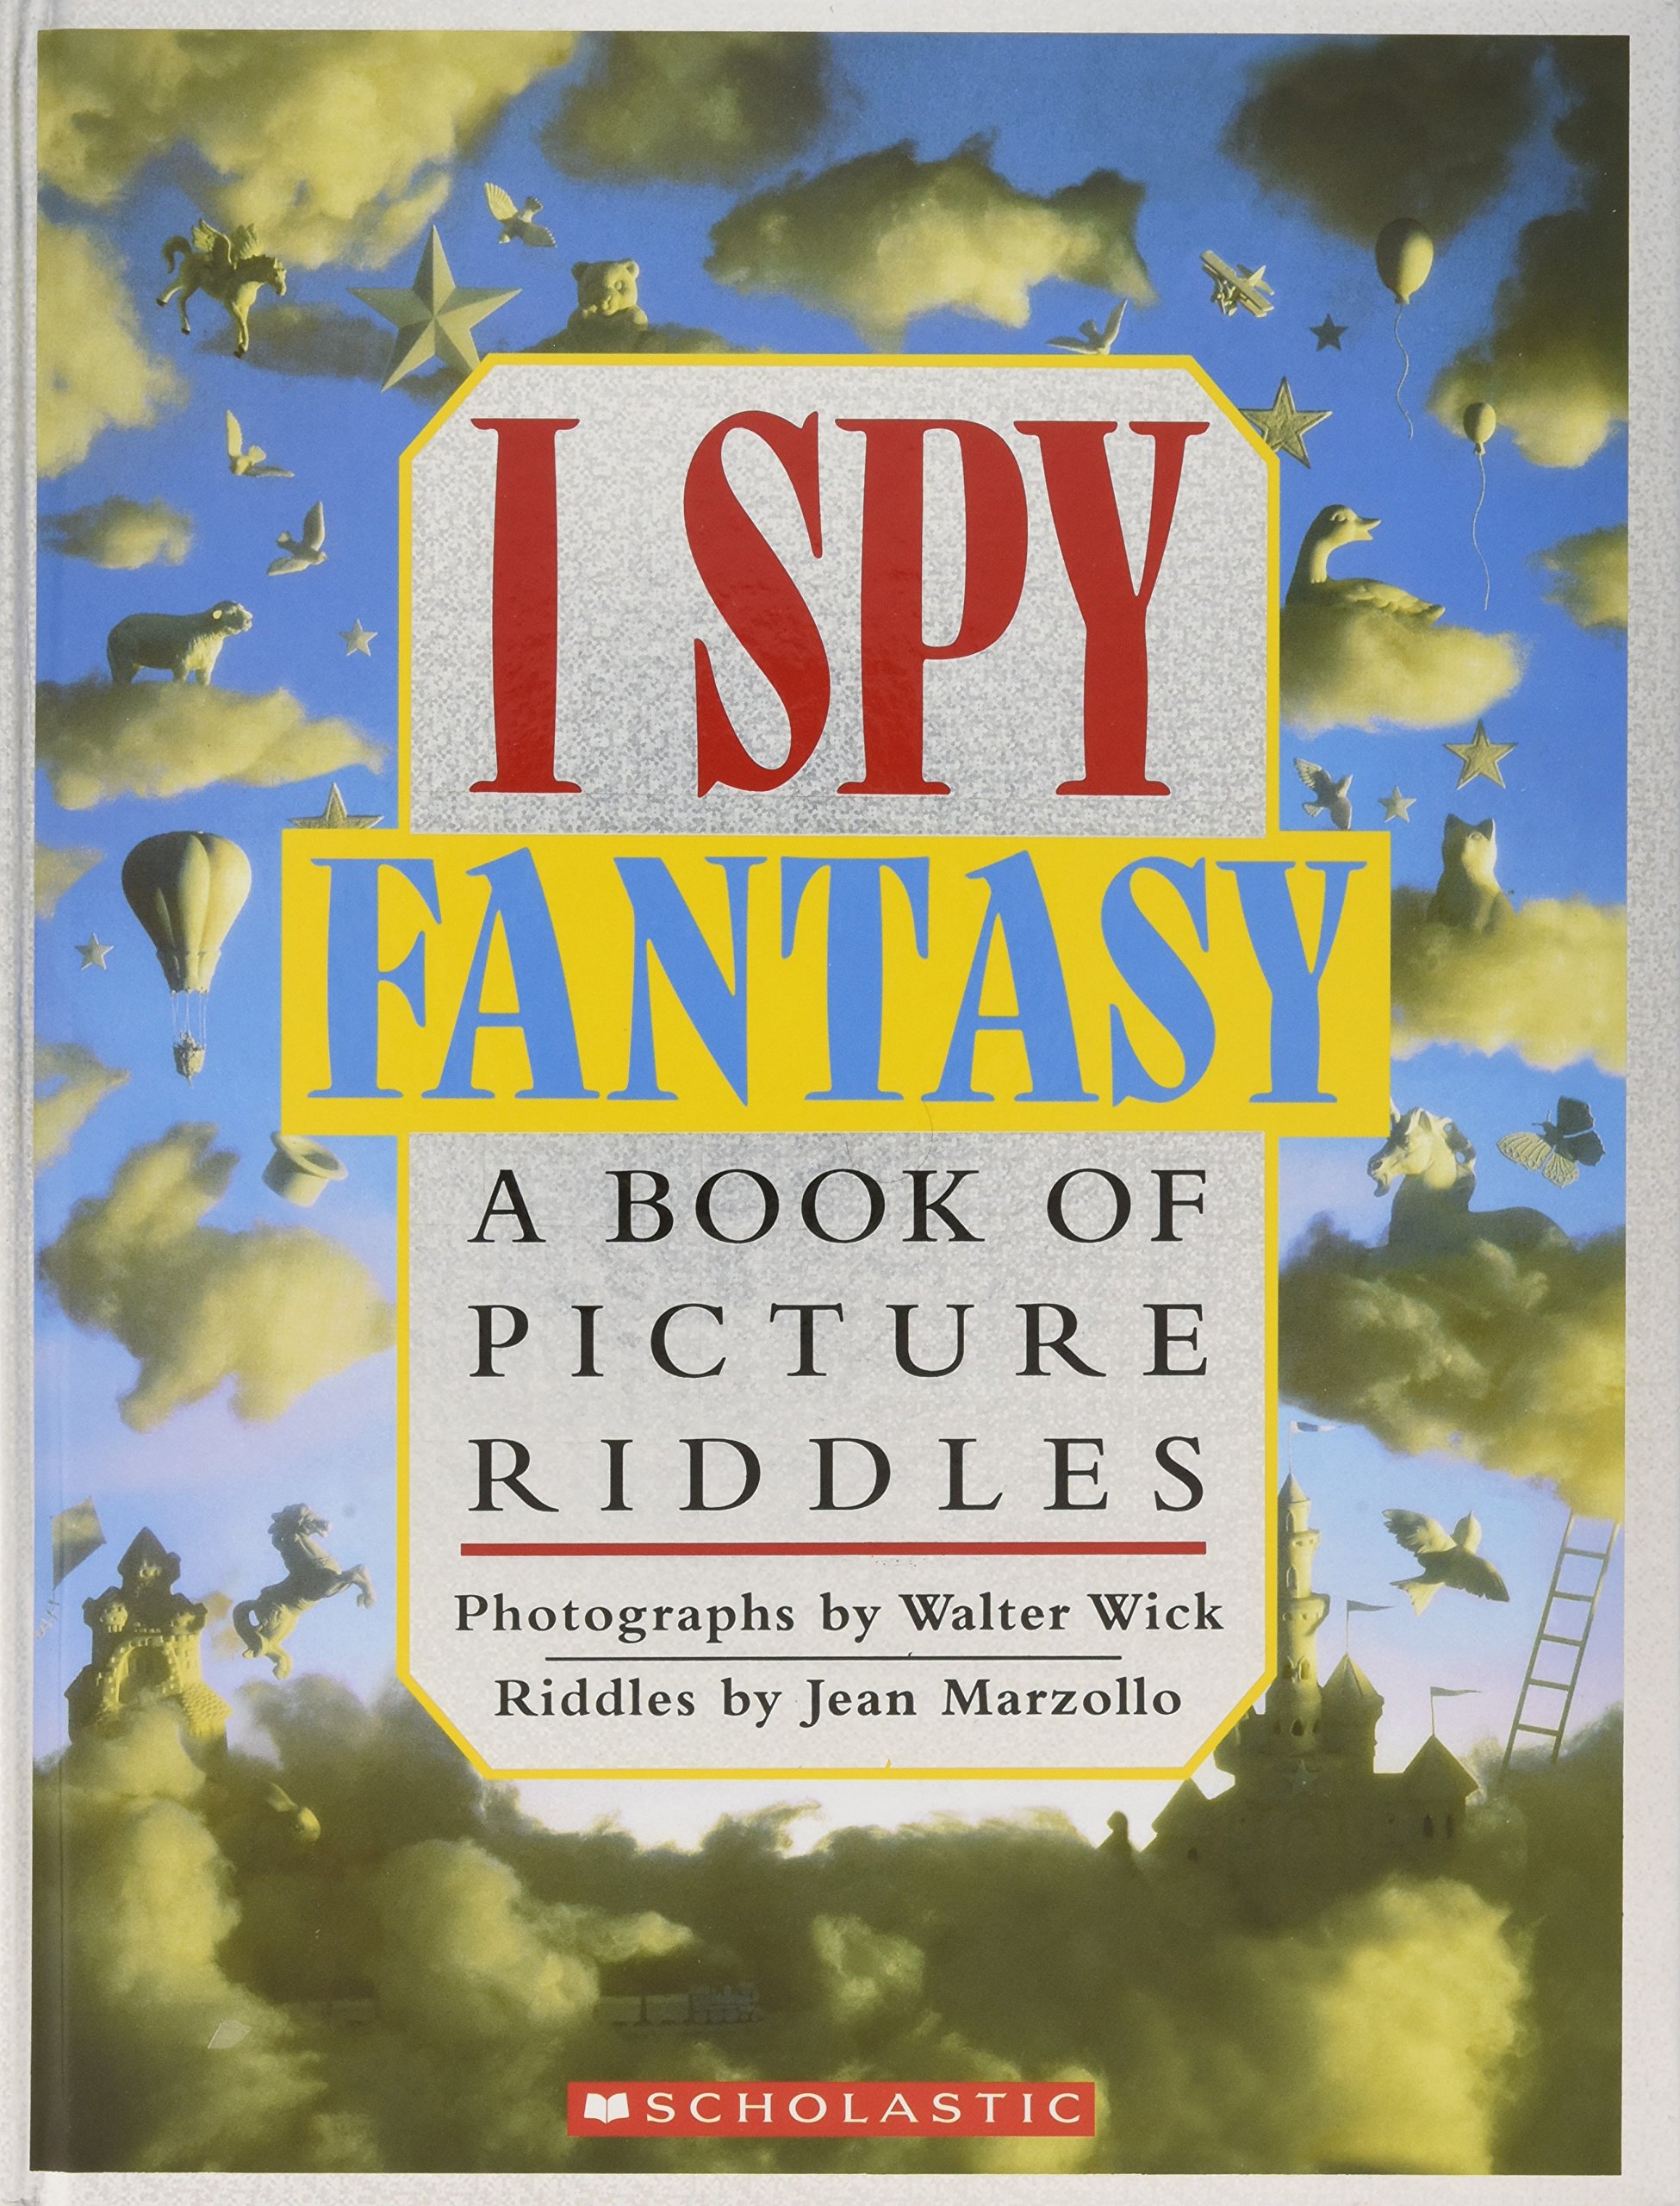 I SPY
FANTASY
A BOOK OF
PICTURE
RIDDLES
Photographs by Walter Wick
Riddles by Jean Marzollo
SCHOLASTIC